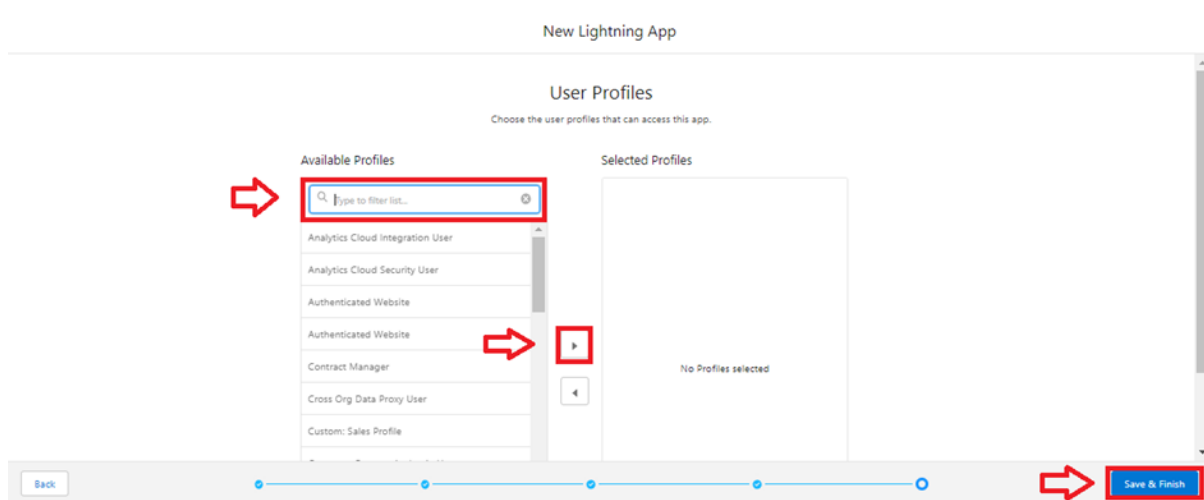 New Lightning App
User Profiles
Choose the user profiles that can access this app.
Available Profiles
Selected Profiles
Type to filter list...
Analytics Cloud Integration User
Analytics Cloud Security User
Authenticated Website
Authenticated Website
Contract Manager
Cross Org Data Proxy User
Custom: Sales Profile
No Profiles selected
Back
Save & Finish